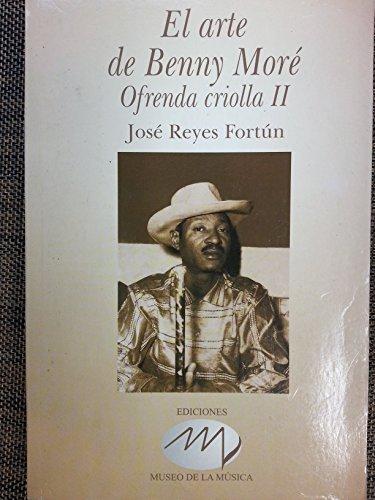 El arte
de Benny Moré
Ofrenda criolla II
José Reyes Fortún
EDICIONES
MUSEO DE LA MÚSICA